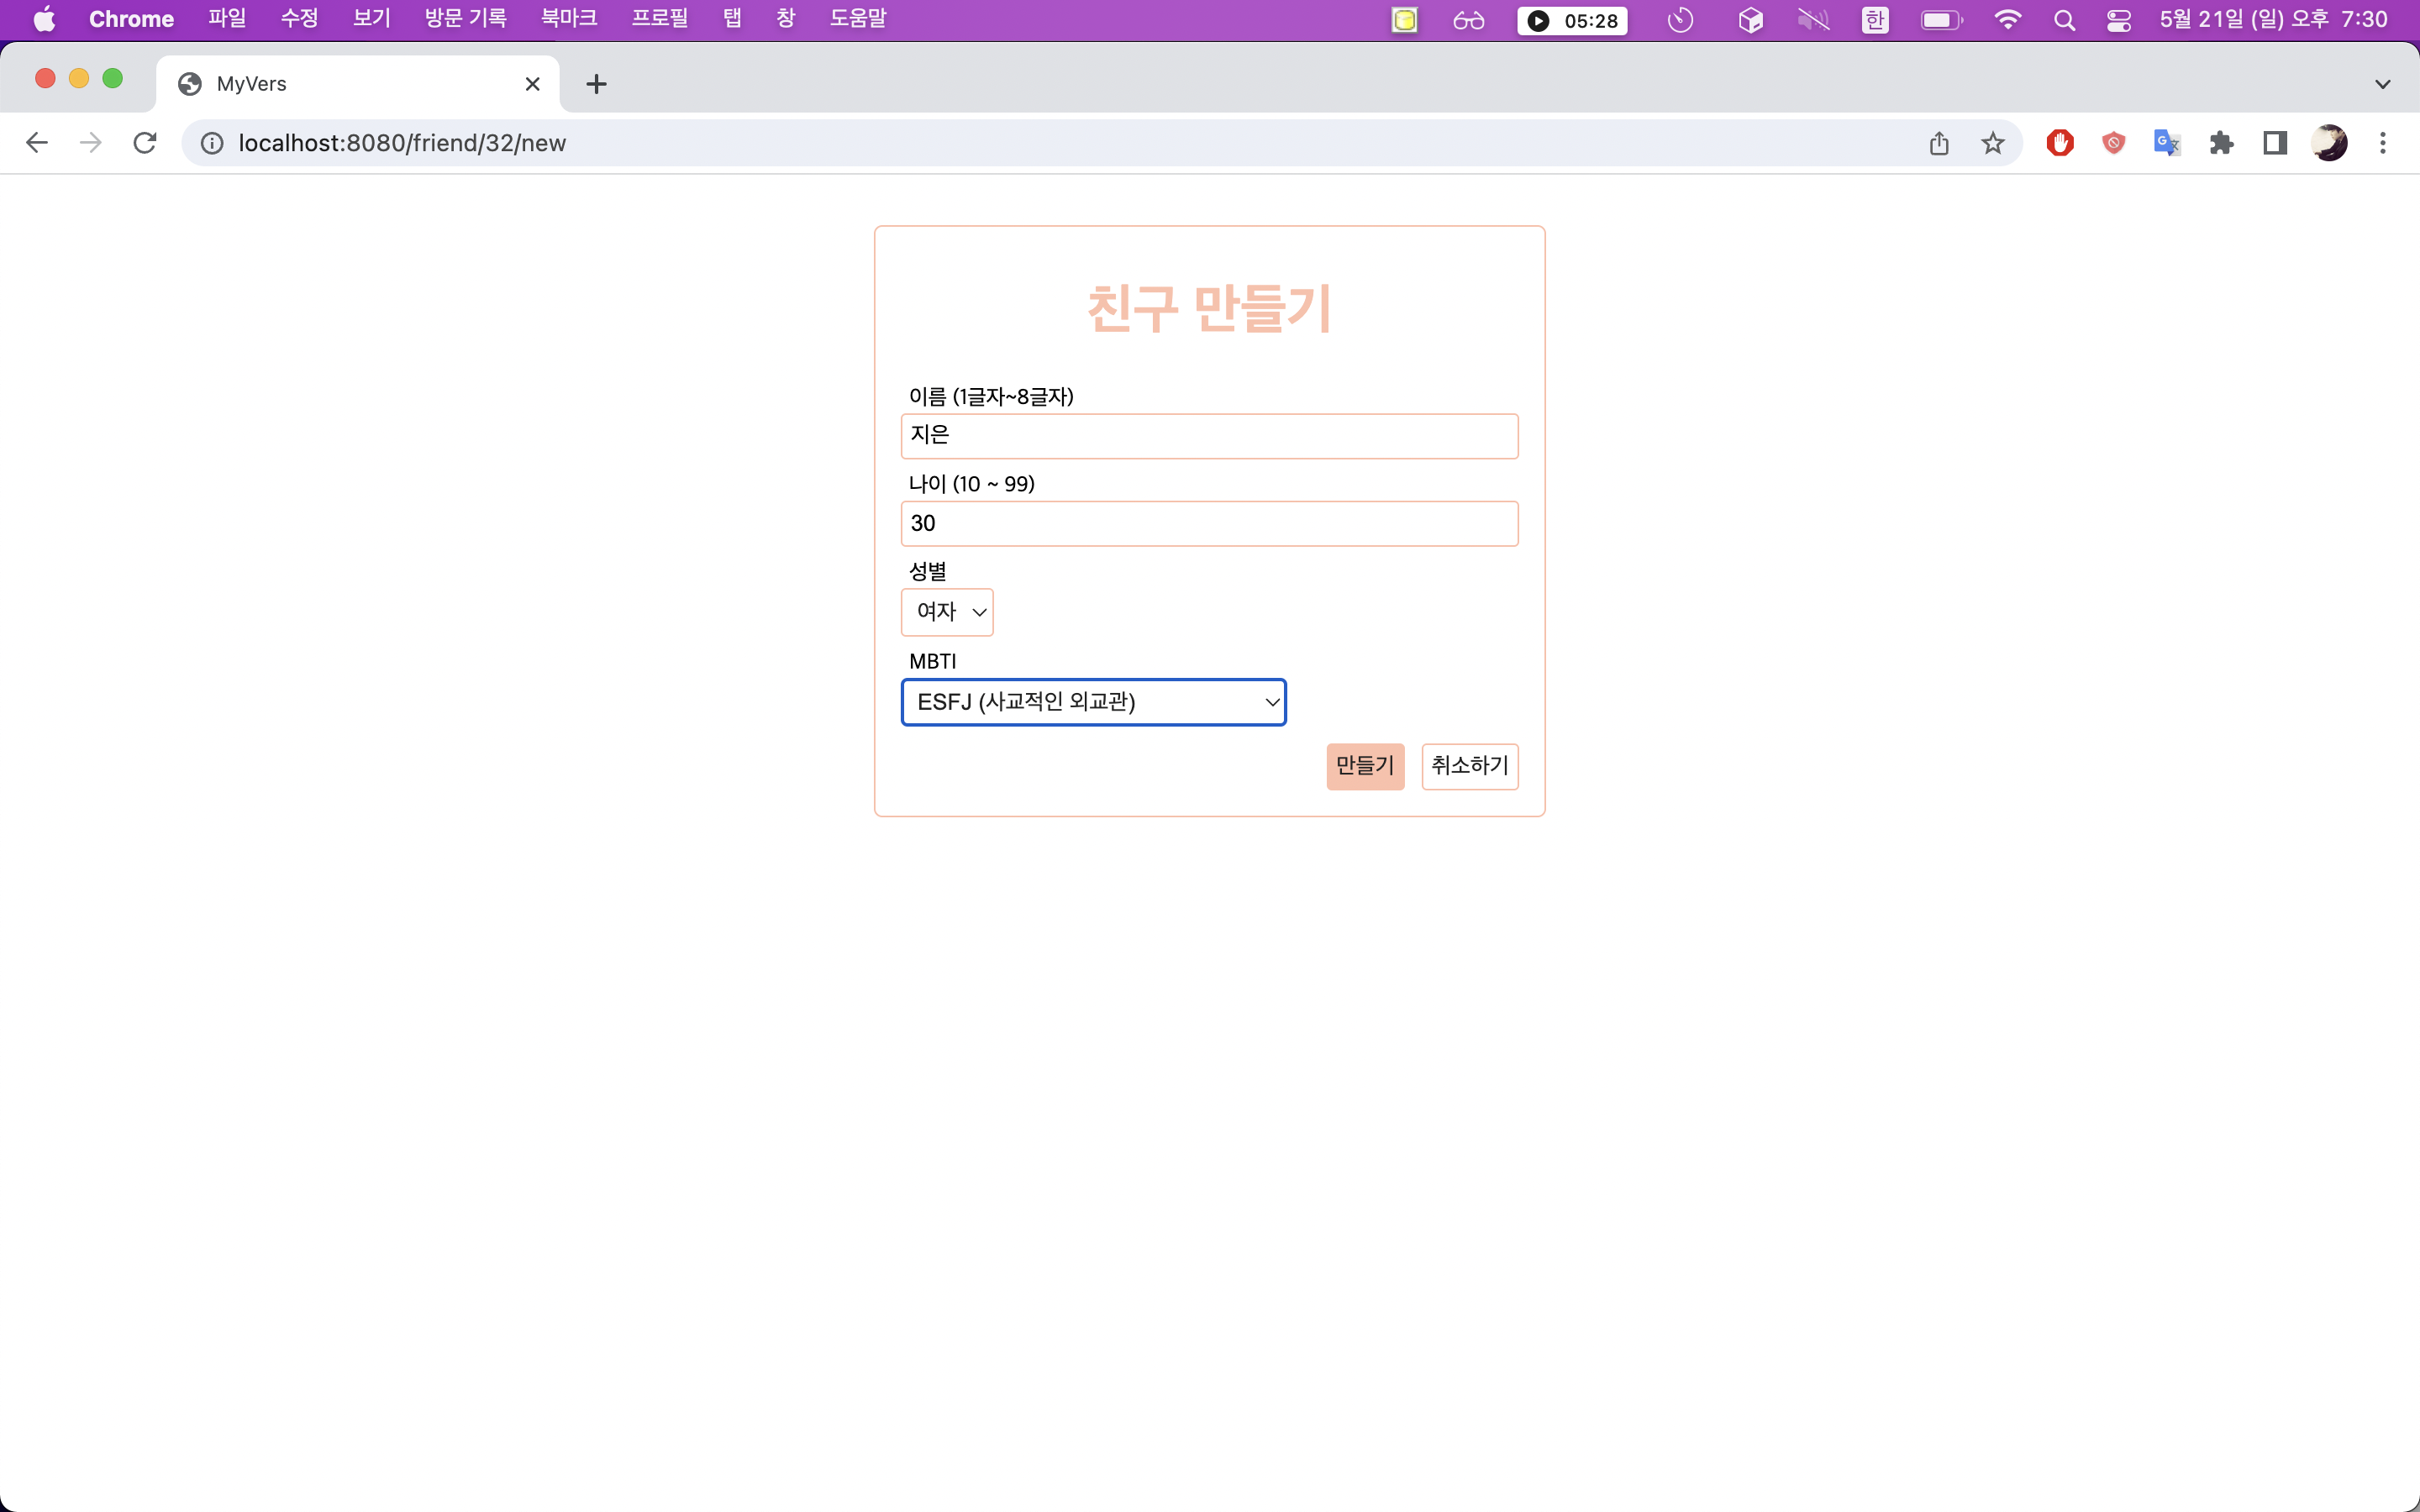 Chrome 파일 수정 보기 방문 기록 북마크 프로필 탭 창 도움말 05:28 한 5월 21일 (일) 오후 7:30
MyVers
localhost:8080/friend/32/new
친구 만들기
이름 (1글자~8글자)
지은
나이 (10 ~ 99)
30
성별
여자
MBTI
ESFJ (사교적인 외교관)
만들기 취소하기